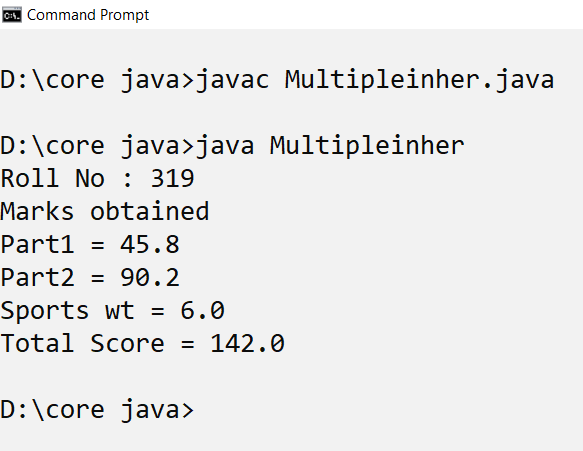 Command Prompt
D:\core java>javac Multipleinher.java
D:\core java>java Multipleinher
Roll No : 319
Marks obtained
Part1 = 45.8
Part2 = 90.2
Sports wt = 6.0
Total Score = 142.0
D:\core java>